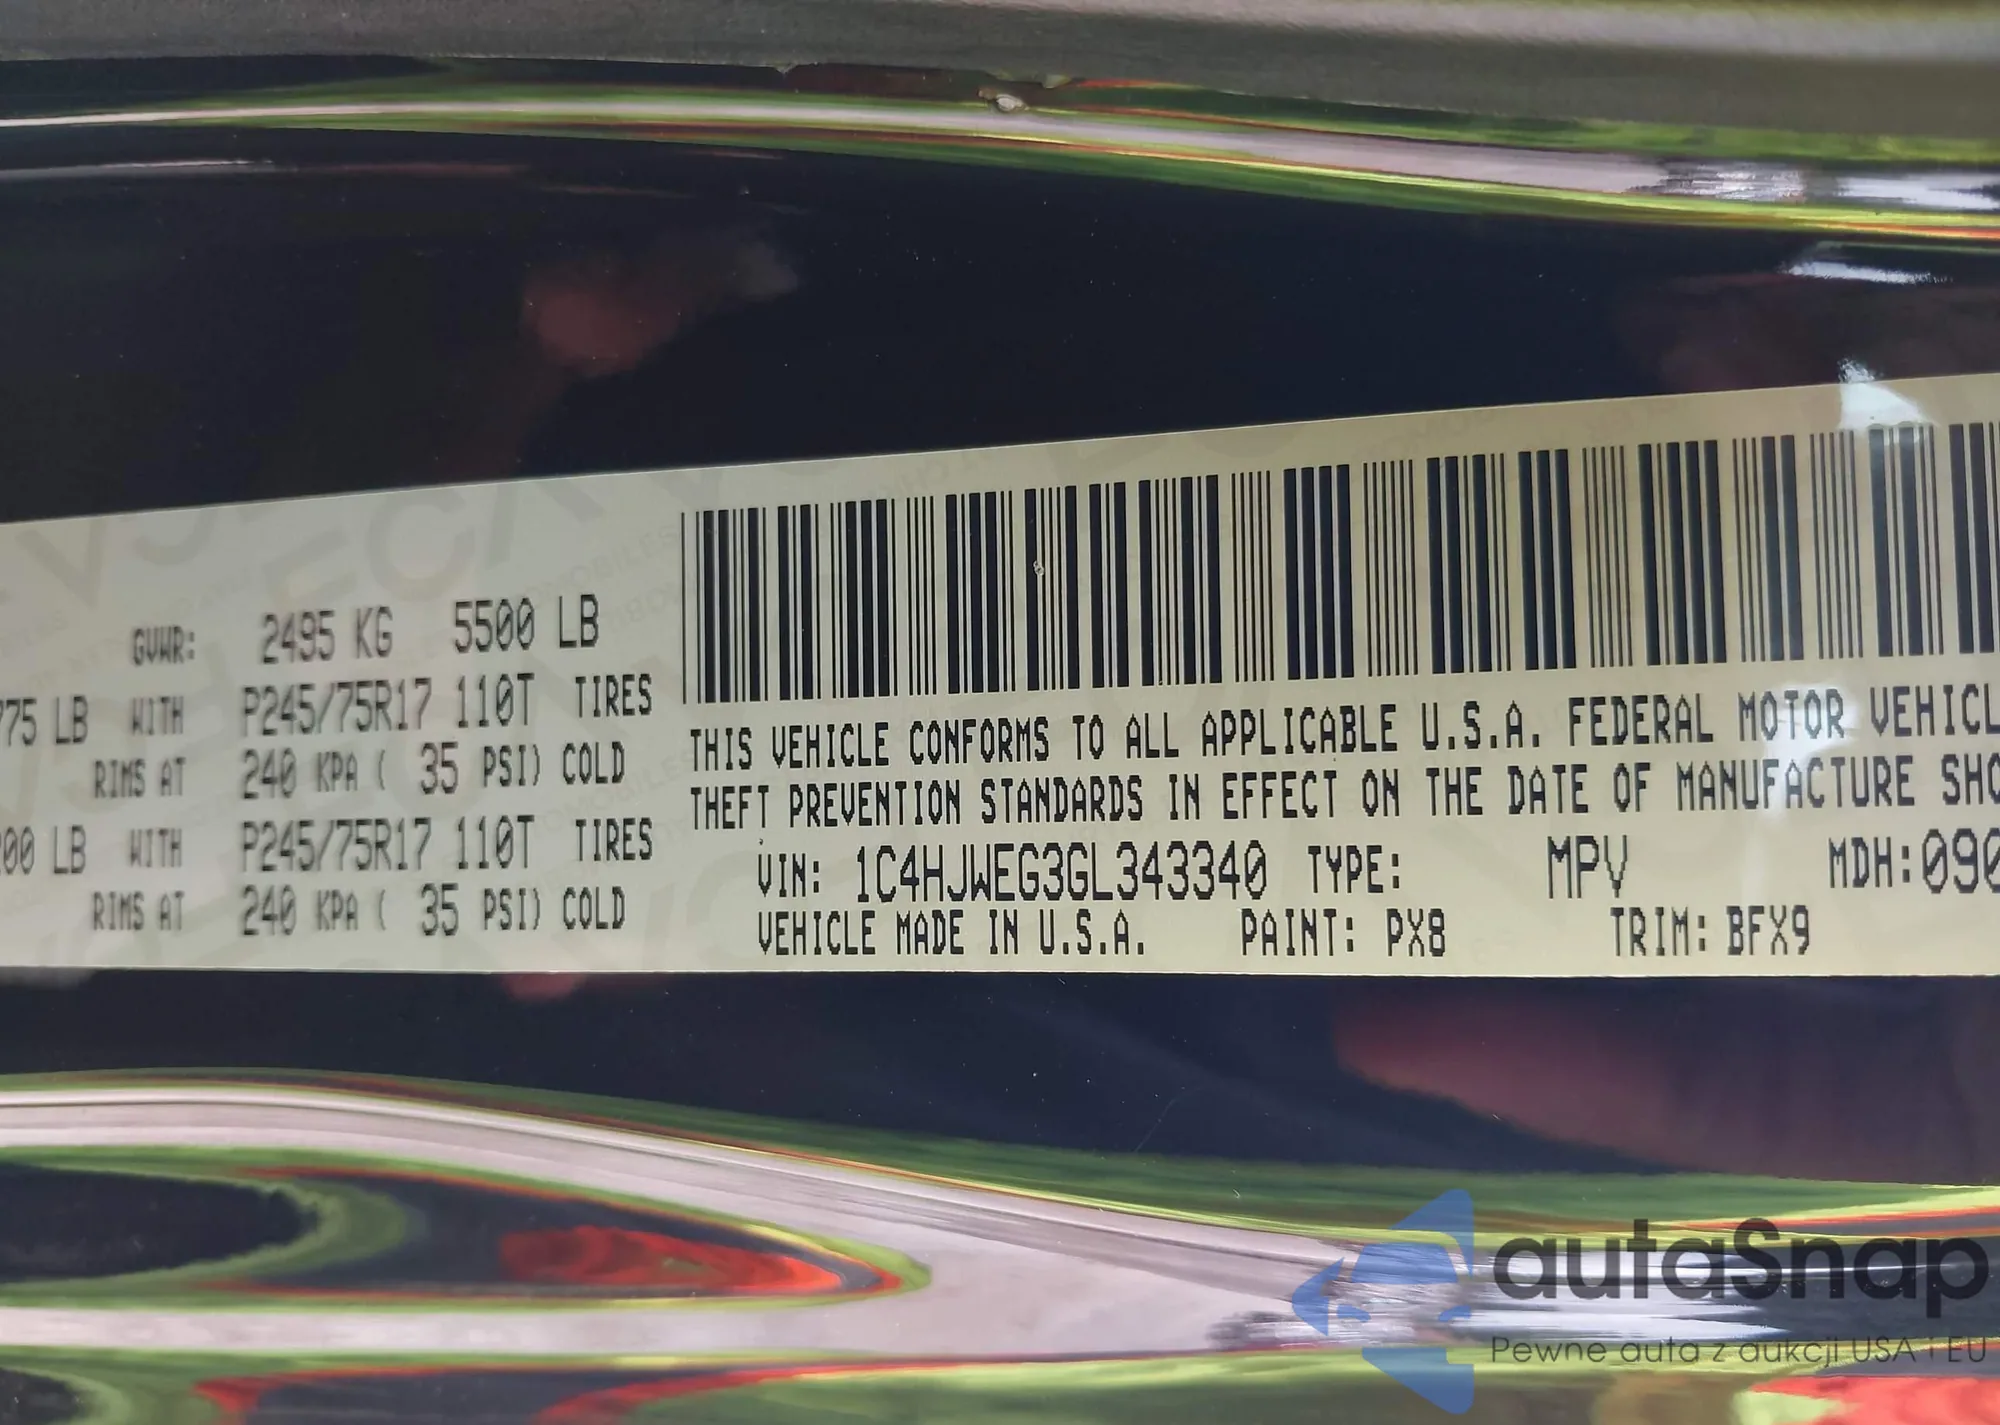 GVWR: 2495 KG 5500 LB
775 LB WITH P245/75R17 110T TIRES
RIMS AT 240 KPA ( 35 PSI) COLD
200 LB WITH P245/75R17 110T TIRES
RIMS AT 240 KPA ( 35 PSI) COLD
THIS VEHICLE CONFORMS TO ALL APPLICABLE U.S.A. FEDERAL MOTOR VEHICL
THEFT PREVENTION STANDARDS IN EFFECT ON THE DATE OF MANUFACTURE SHO
VIN: 1C4HJWEG3GL343340 TYPE: MPV MDH:090
VEHICLE MADE IN U.S.A. PAINT: PX8 TRIM: BFX9
autaSnap
Pewne auta z aukcji USA i EU